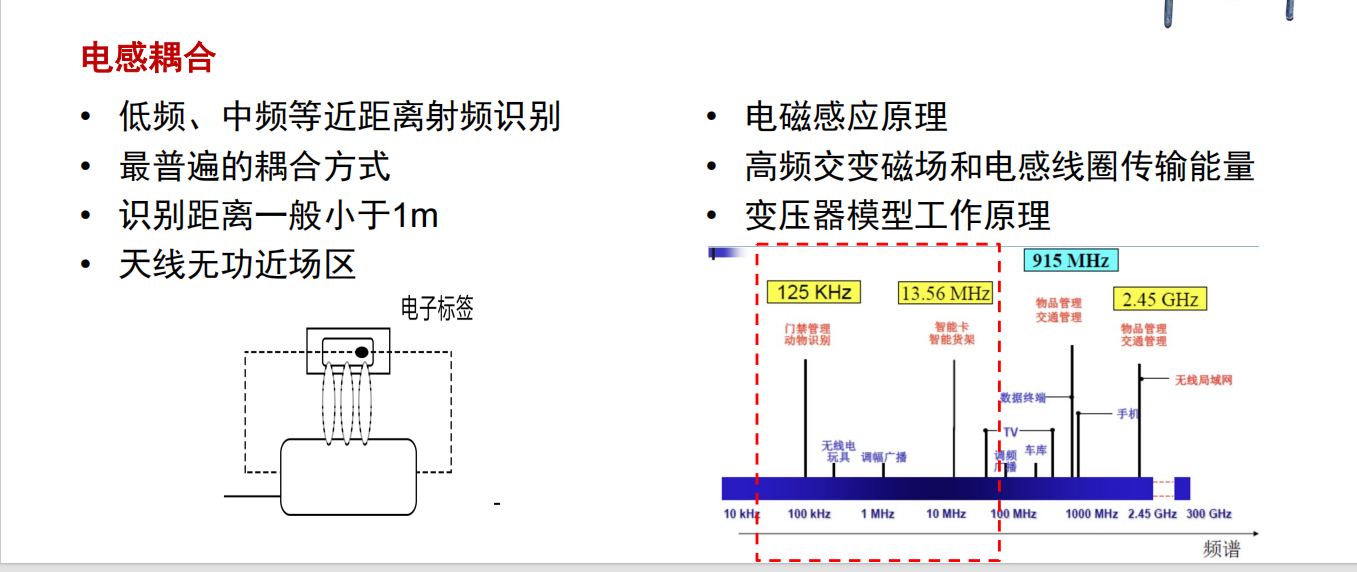 电感耦合
• 低频、中频等近距离射频识别
• 最普遍的耦合方式
• 识别距离一般小于1m
• 天线无功近场区
电子标签
• 电磁感应原理
• 高频交变磁场和电感线圈传输能量
• 变压器模型工作原理
915 MHz
125 KHz
13.56 MHz
2.45 GHz
物品管理
交通管理
门禁管理
动物识别
智能卡
智能货架
物品管理
交通管理
无线局域网
数据终端
手机
TV
无线电
玩具
调幅广播
调频
广播
车库
10 kHz
100 kHz
1 MHz
10 MHz
100 MHz
1000 MHz
2.45 GHz
300 GHz
频谱